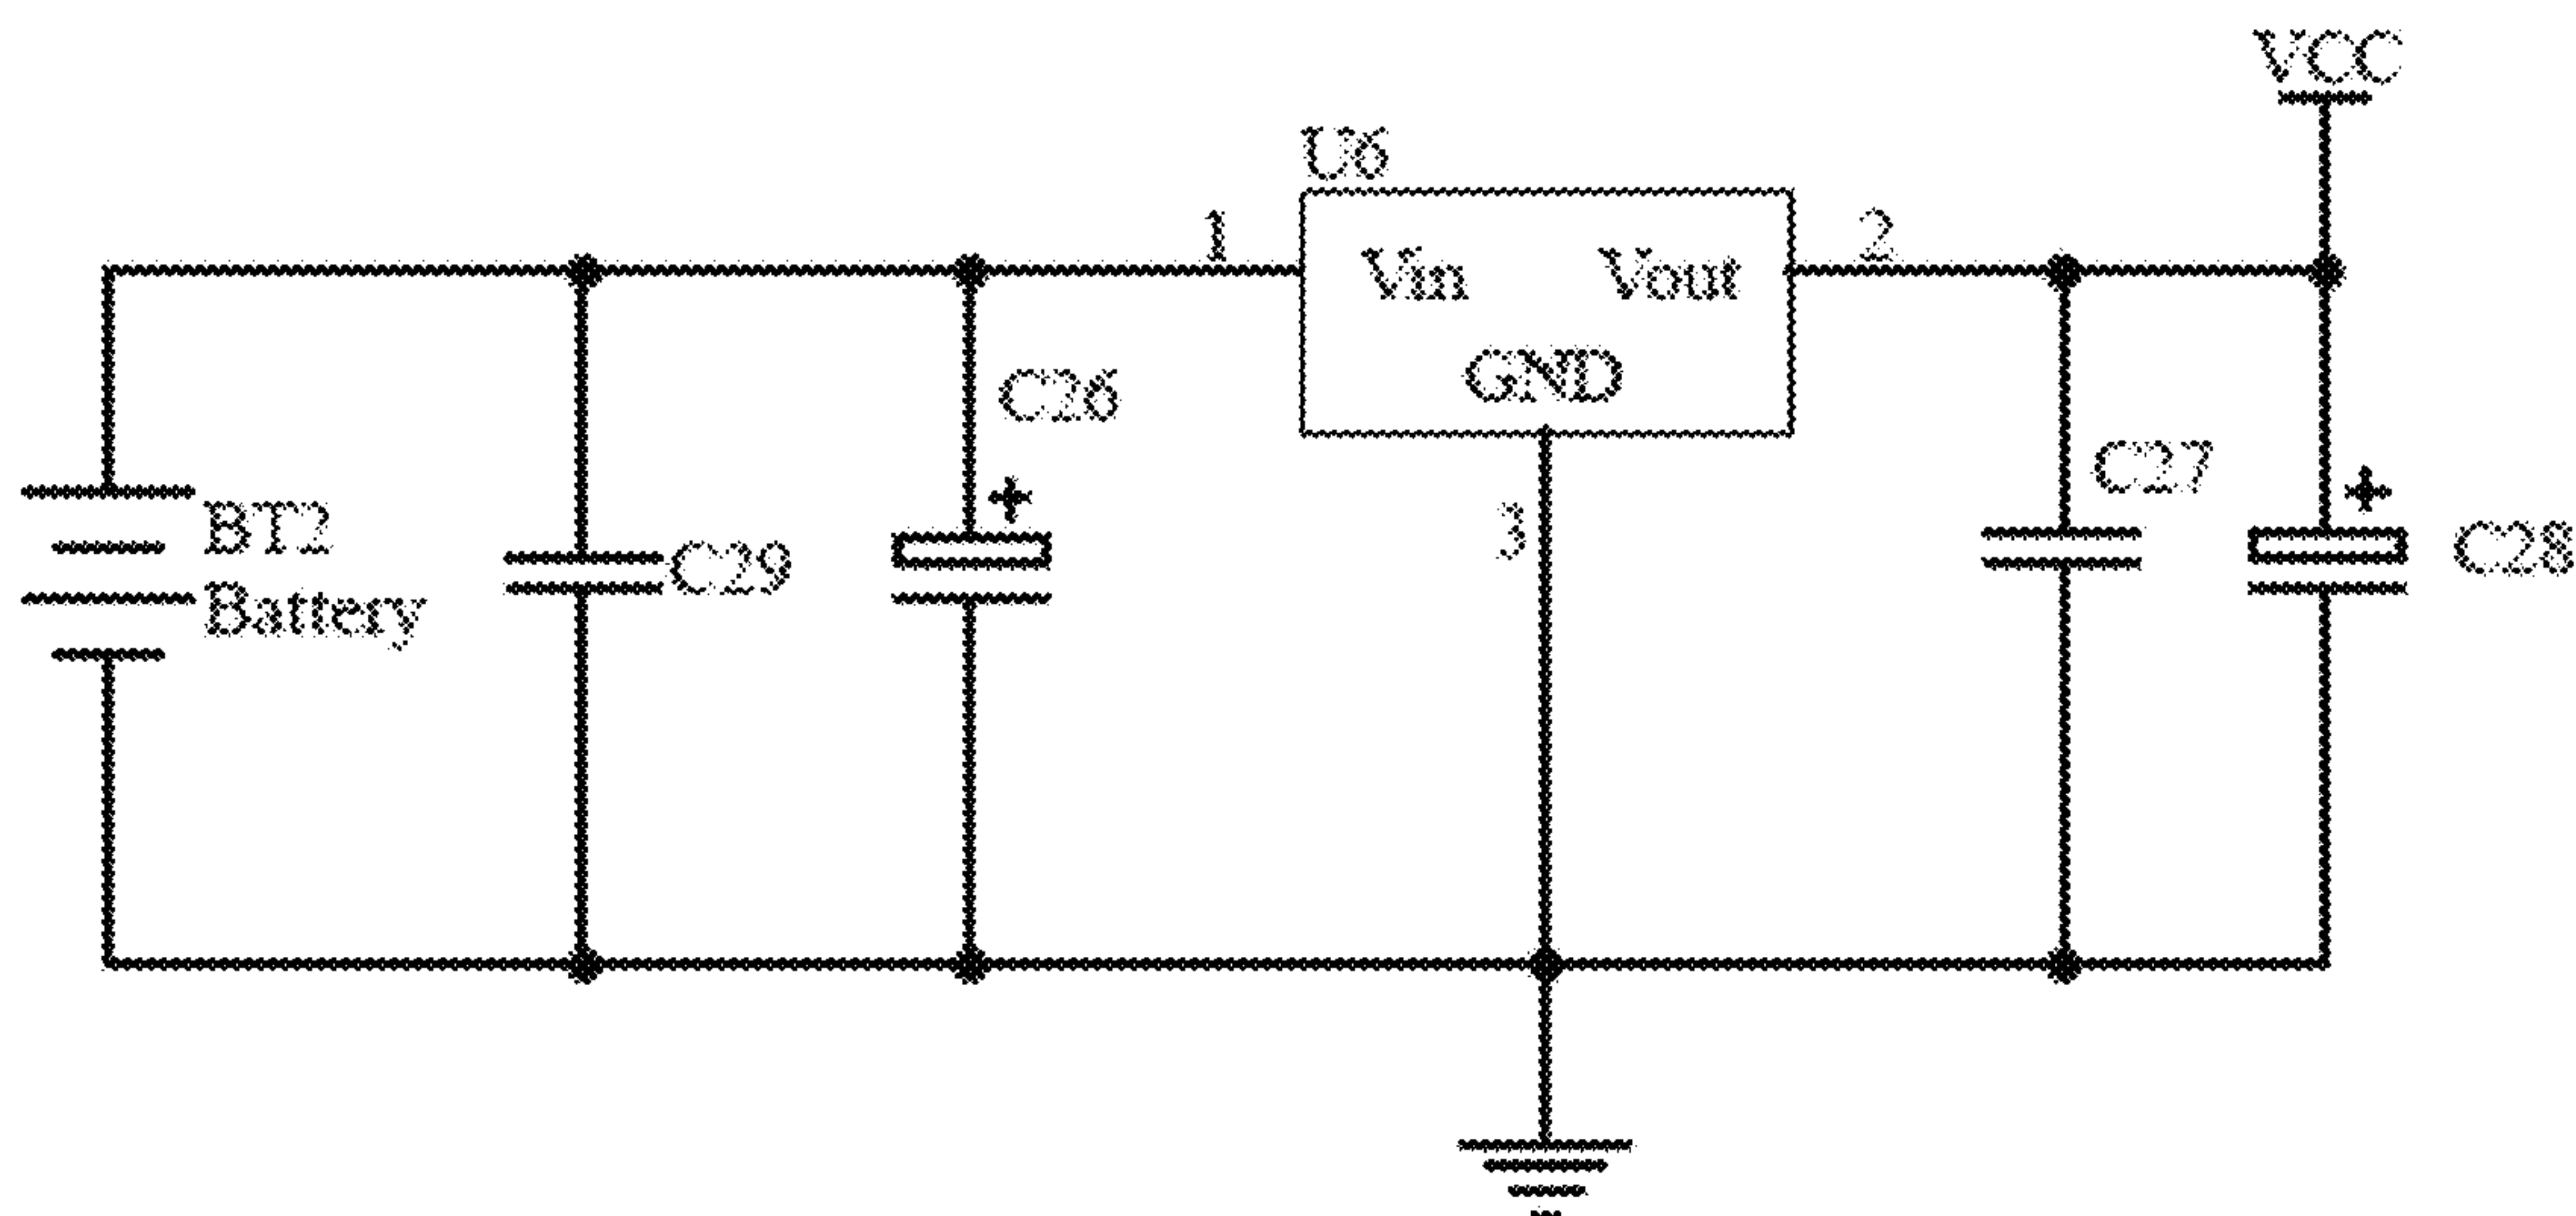 VCC
U6
1
2
Vin
Vout
GND
C26
+
C27
+
BT2
3
C28
C29
Battery